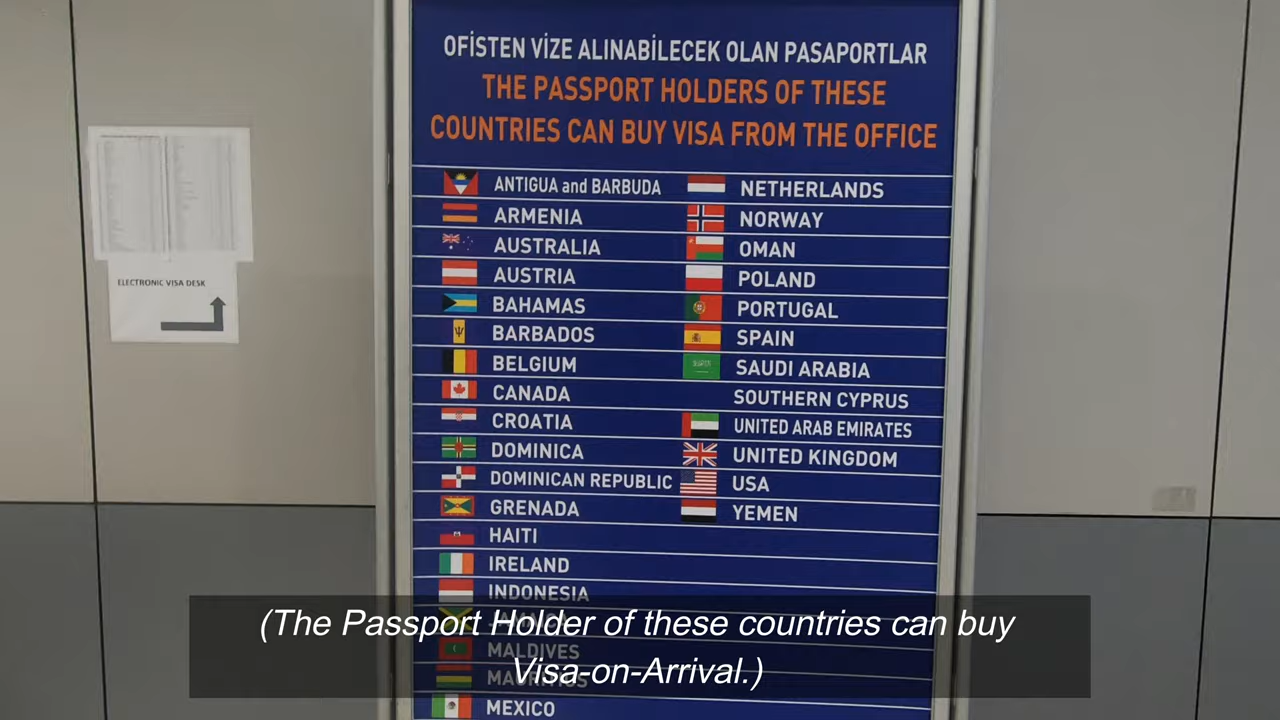 OFİSTEN VİZE ALINABİLECEK OLAN PASAPORTLAR
THE PASSPORT HOLDERS OF THESE
COUNTRIES CAN BUY VISA FROM THE OFFICE
ANTIGUA and BARBUDA
ARMENIA
AUSTRALIA
AUSTRIA
BAHAMAS
BARBADOS
BELGIUM
CANADA
CROATIA
DOMINICA
DOMINICAN REPUBLIC
GRENADA
HAITI
IRELAND
INDONESIA
MALDIVES
MAURITIUS
MEXICO
NETHERLANDS
NORWAY
OMAN
POLAND
PORTUGAL
SPAIN
SAUDI ARABIA
SOUTHERN CYPRUS
UNITED ARAB EMIRATES
UNITED KINGDOM
USA
YEMEN
ELECTRONIC VISA DESK
(The Passport Holder of these countries can buy
Visa-on-Arrival.)